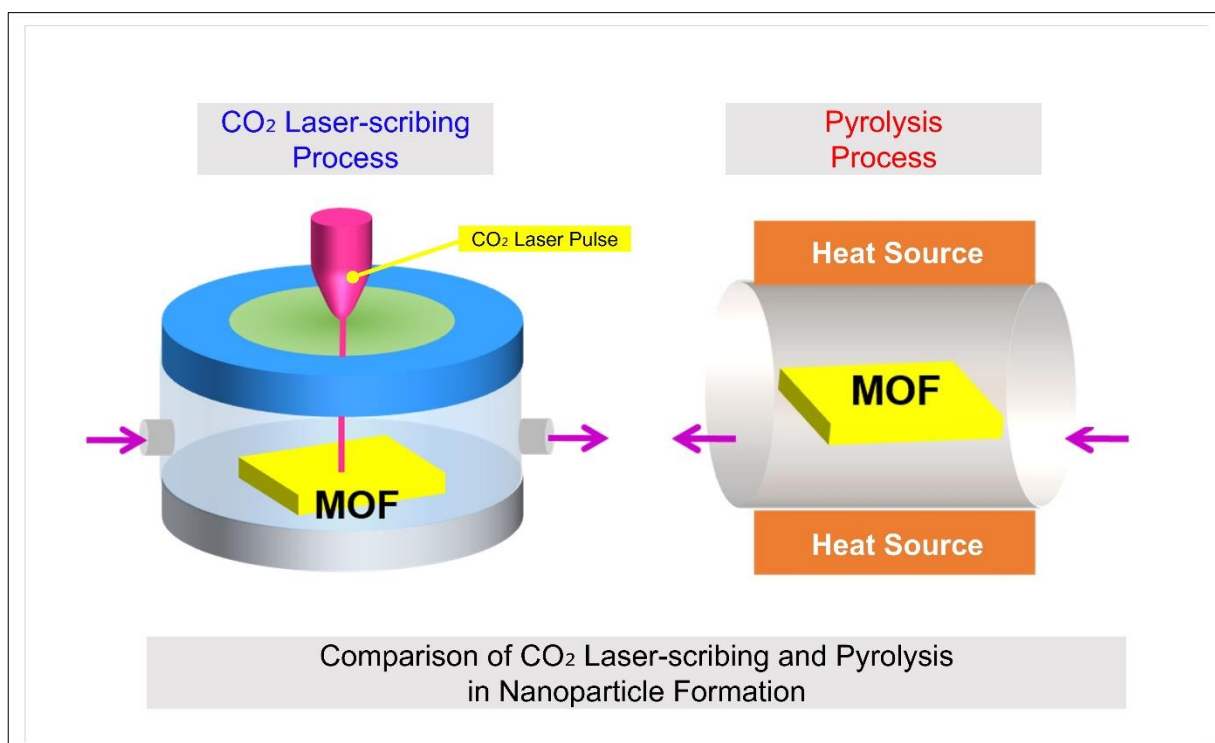 CO₂ Laser-scribing
Process
Pyrolysis
Process
CO₂ Laser Pulse
MOF
Heat Source
MOF
Heat Source
Comparison of CO₂ Laser-scribing and Pyrolysis
in Nanoparticle Formation